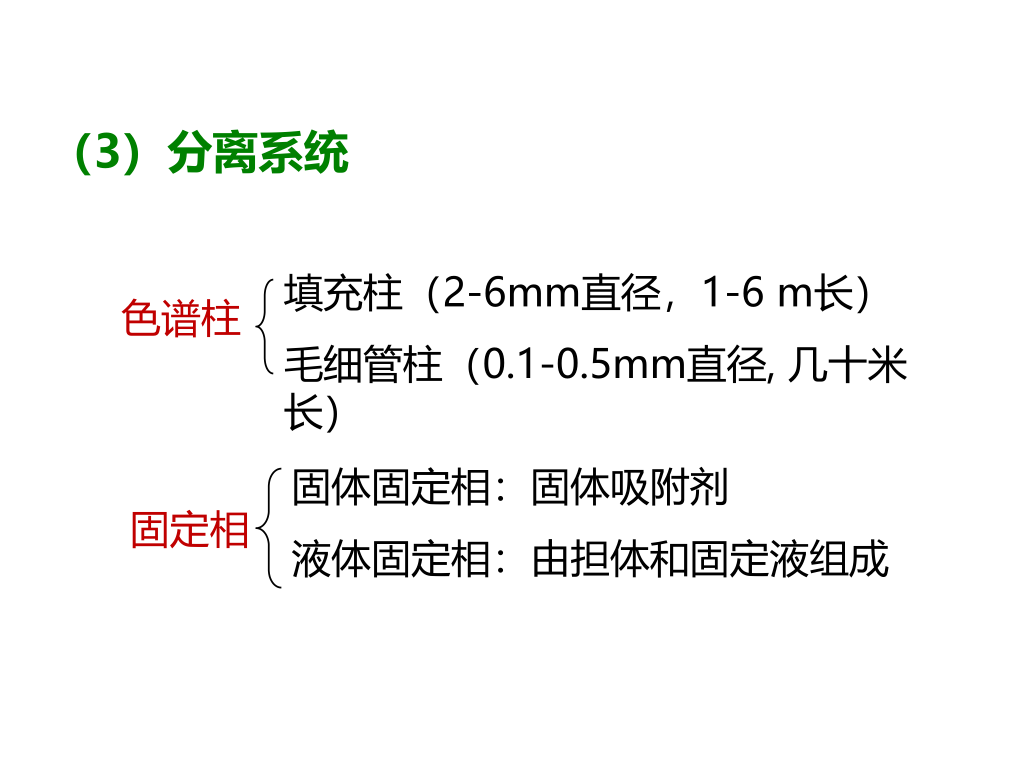 （3）分离系统
色谱柱
填充柱（2-6mm直径，1-6 m长）
毛细管柱（0.1-0.5mm直径, 几十米
长）
固定相
固体固定相：固体吸附剂
液体固定相：由担体和固定液组成